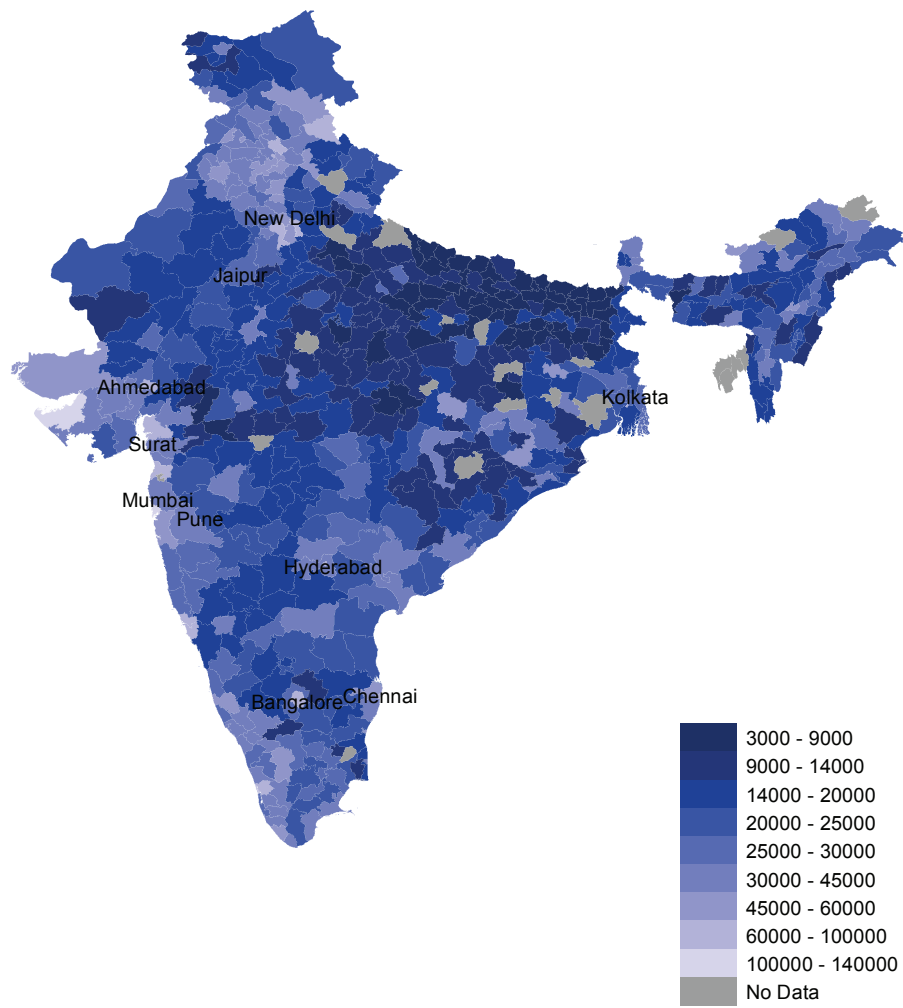 New Delhi
Jaipur
Ahmedabad
Kolkata
Surat
Mumbai
Pune
Hyderabad
Bangalore
Chennai
3000 - 9000
9000 - 14000
14000 - 20000
20000 - 25000
25000 - 30000
30000 - 45000
45000 - 60000
60000 - 100000
100000 - 140000
No Data